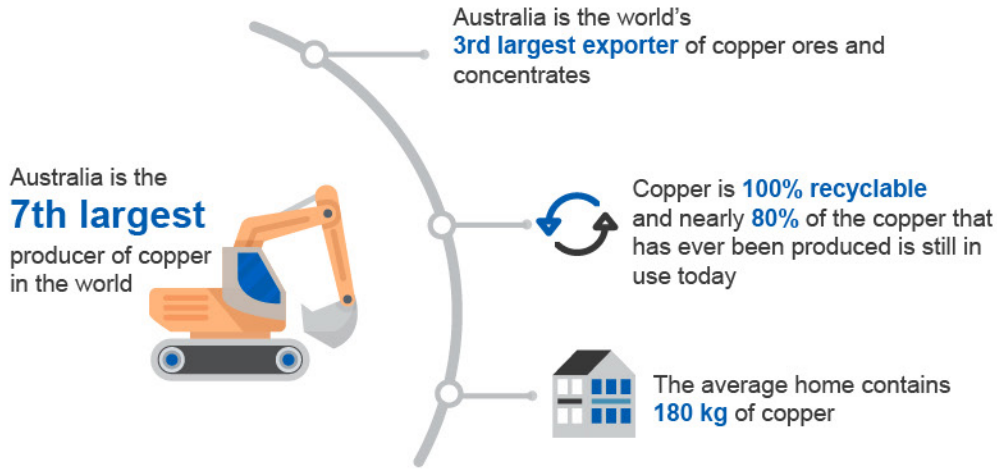 Australia is the world's
3rd largest exporter of copper ores and
concentrates
Australia is the
7th largest
producer of copper
in the world
Copper is 100% recyclable
and nearly 80% of the copper that
has ever been produced is still in
use today
The average home contains
180 kg of copper